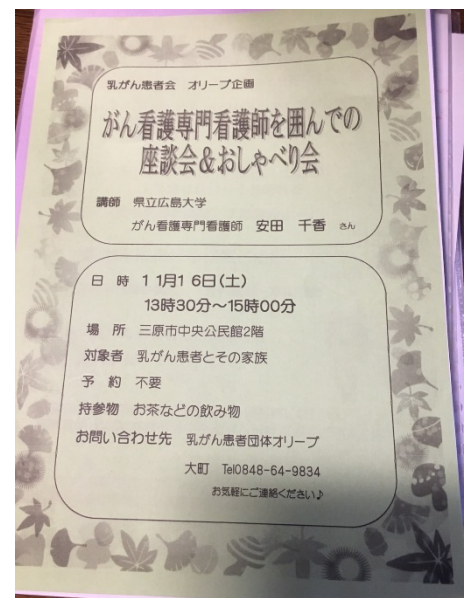 乳がん患者会 オリーブ企画
がん看護専門看護師を囲んでの
座談会&おしゃべり会
講師 県立広島大学
がん看護専門看護師 安田 千香 さん
日 時 11月16日(土)
13時30分~15時00分
場 所 三原市中央公民館2階
対象者 乳がん患者とその家族
予 約 不要
持参物 お茶などの飲み物
お問い合わせ先 乳がん患者団体オリーブ
大町 Tel0848-64-9834
お気軽にご連絡ください♪